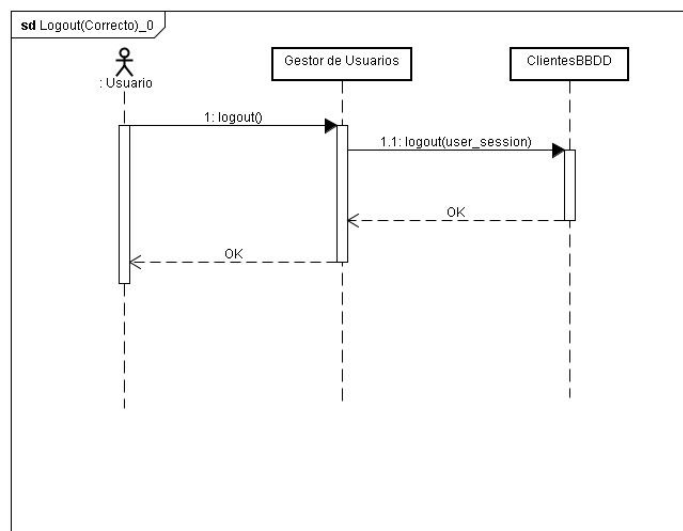 sd Logout(Correcto)_0
: Usuario
Gestor de Usuarios
ClientesBBDD
1: logout()
1.1: logout(user_session)
OK
OK